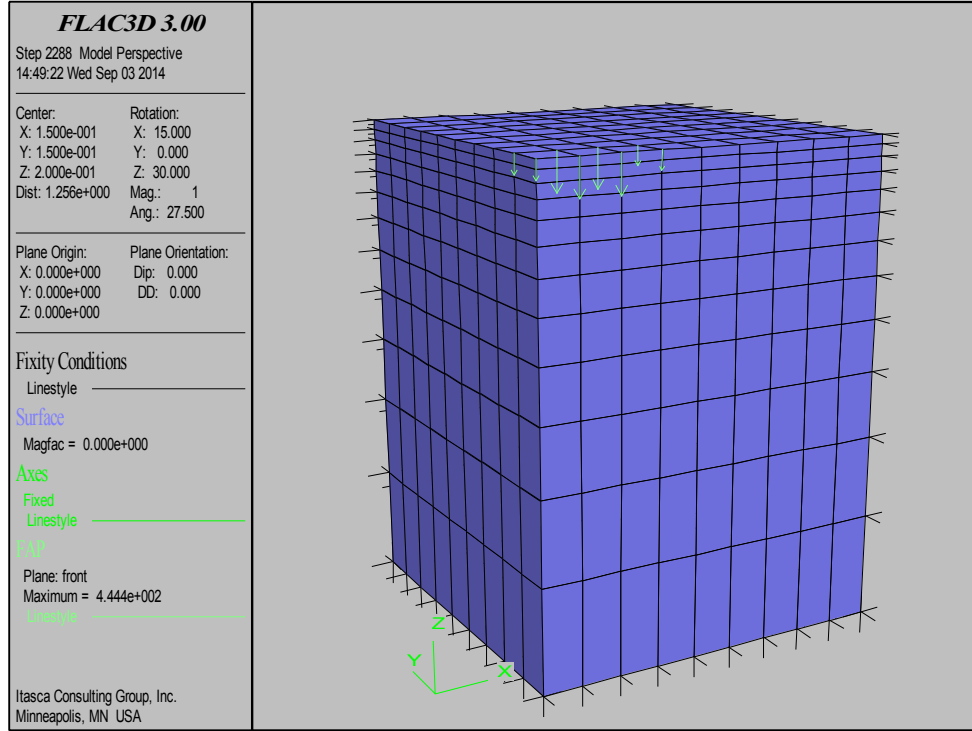 FLAC3D 3.00
Step 2288 Model Perspective
14:49:22 Wed Sep 03 2014
Center: Rotation:
X: 1.500e-001 X: 15.000
Y: 1.500e-001 Y: 0.000
Z: 2.000e-001 Z: 30.000
Dist: 1.256e+000 Mag.: 1
Ang.: 27.500
Plane Origin: Plane Orientation:
X: 0.000e+000 Dip: 0.000
Y: 0.000e+000 DD: 0.000
Z: 0.000e+000
Fixity Conditions
Linestyle
Surface
Magfac = 0.000e+000
Axes
Fixed
Linestyle
FAP
Plane: front
Maximum = 4.444e+002
Linestyle
Itasca Consulting Group, Inc.
Minneapolis, MN USA
Z
Y
X